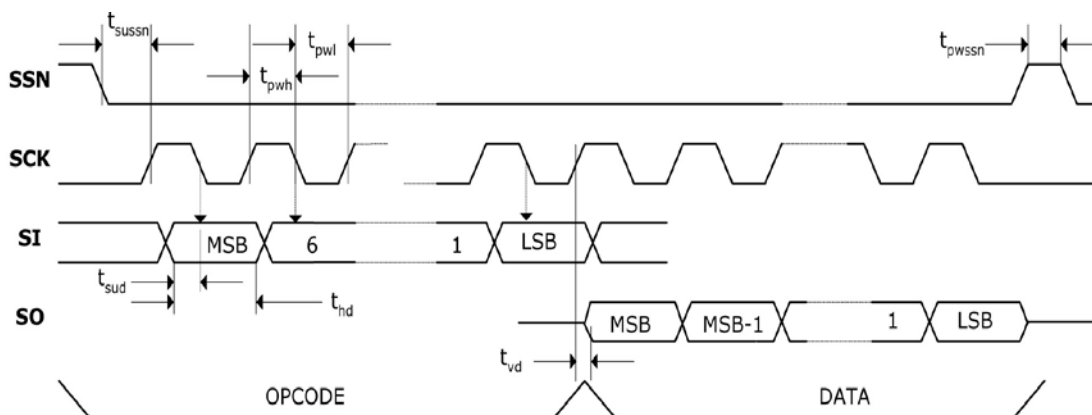 t_sussn
t_pwl
t_pwh
t_pwssn
SSN
SCK
SI
MSB
6
1
LSB
t_sud
t_hd
SO
MSB
MSB-1
1
LSB
t_vd
OPCODE
DATA